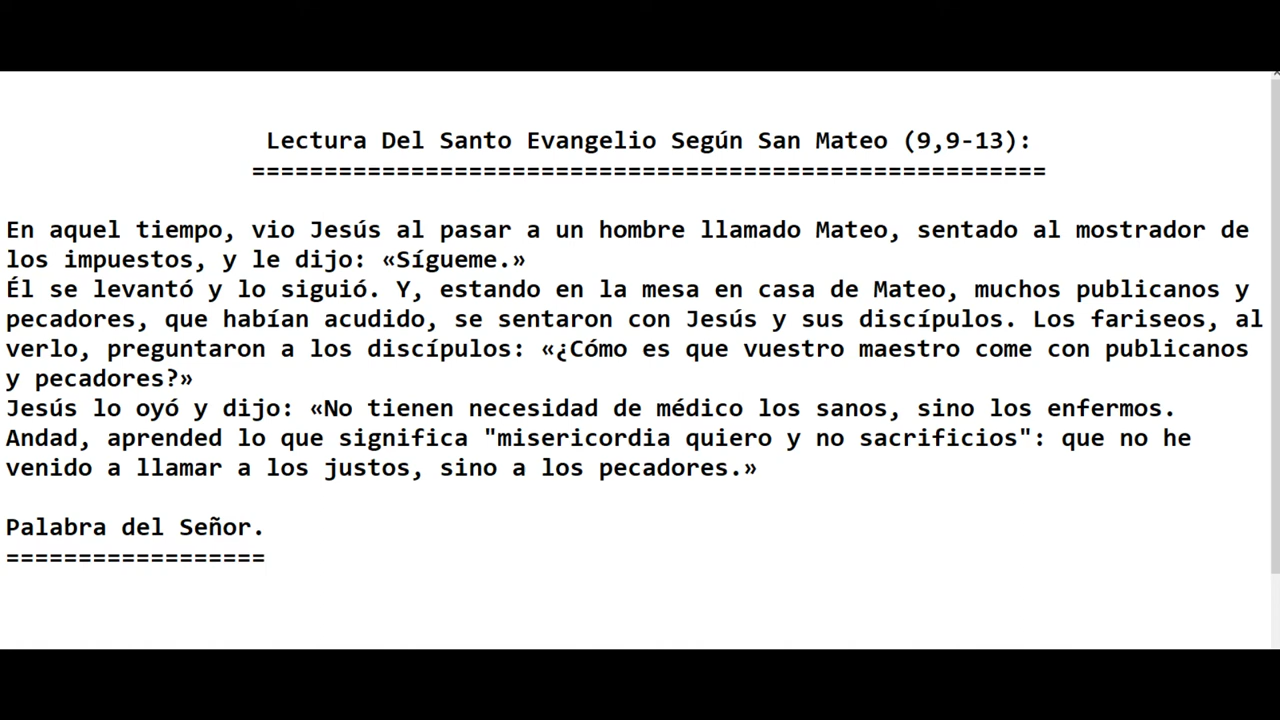 Lectura Del Santo Evangelio Según San Mateo (9,9-13):
=======================================================
En aquel tiempo, vio Jesús al pasar a un hombre llamado Mateo, sentado al mostrador de
los impuestos, y le dijo: «Sígueme.»
Él se levantó y lo siguió. Y, estando en la mesa en casa de Mateo, muchos publicanos y
pecadores, que habían acudido, se sentaron con Jesús y sus discípulos. Los fariseos, al
verlo, preguntaron a los discípulos: «¿Cómo es que vuestro maestro come con publicanos
y pecadores?»
Jesús lo oyó y dijo: «No tienen necesidad de médico los sanos, sino los enfermos.
Andad, aprended lo que significa "misericordia quiero y no sacrificios": que no he
venido a llamar a los justos, sino a los pecadores.»
Palabra del Señor.
==================